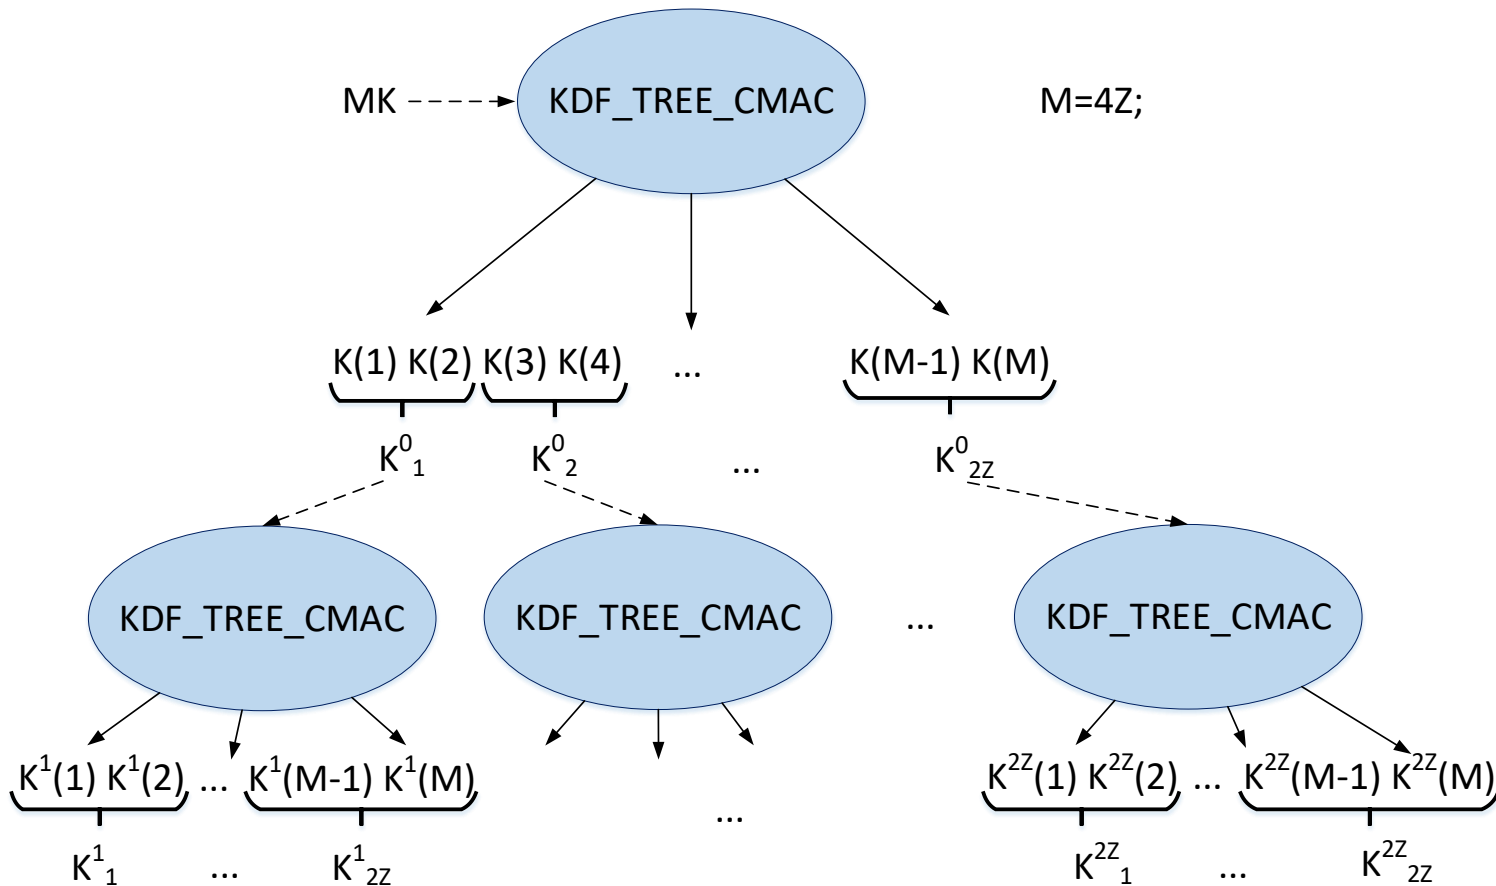 MK KDF_TREE_CMAC M=4Z;
K(1) K(2) K(3) K(4) ... K(M-1) K(M)
K⁰₁ K⁰₂ ... K⁰₂Z
KDF_TREE_CMAC KDF_TREE_CMAC ... KDF_TREE_CMAC
K¹(1) K¹(2) ... K¹(M-1) K¹(M) K²ᶻ(1) K²ᶻ(2) ... K²ᶻ(M-1) K²ᶻ(M)
...
K¹₁ ... K¹₂Z K²ᶻ₁ ... K²ᶻ₂Z